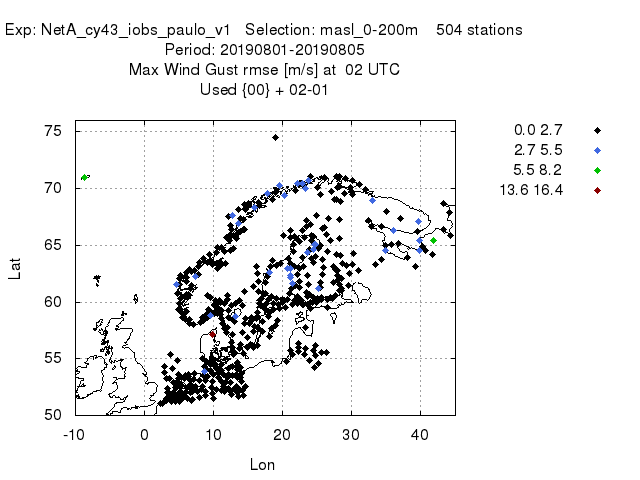 Exp: NetA_cy43_iobs_paulo_v1 Selection: masl_0-200m 504 stations
Period: 20190801-20190805
Max Wind Gust rmse [m/s] at 02 UTC
Used {00} + 02-01
0.0 2.7
2.7 5.5
5.5 8.2
13.6 16.4
75
70
65
60
55
50
Lat
-10 0 10 20 30 40
Lon